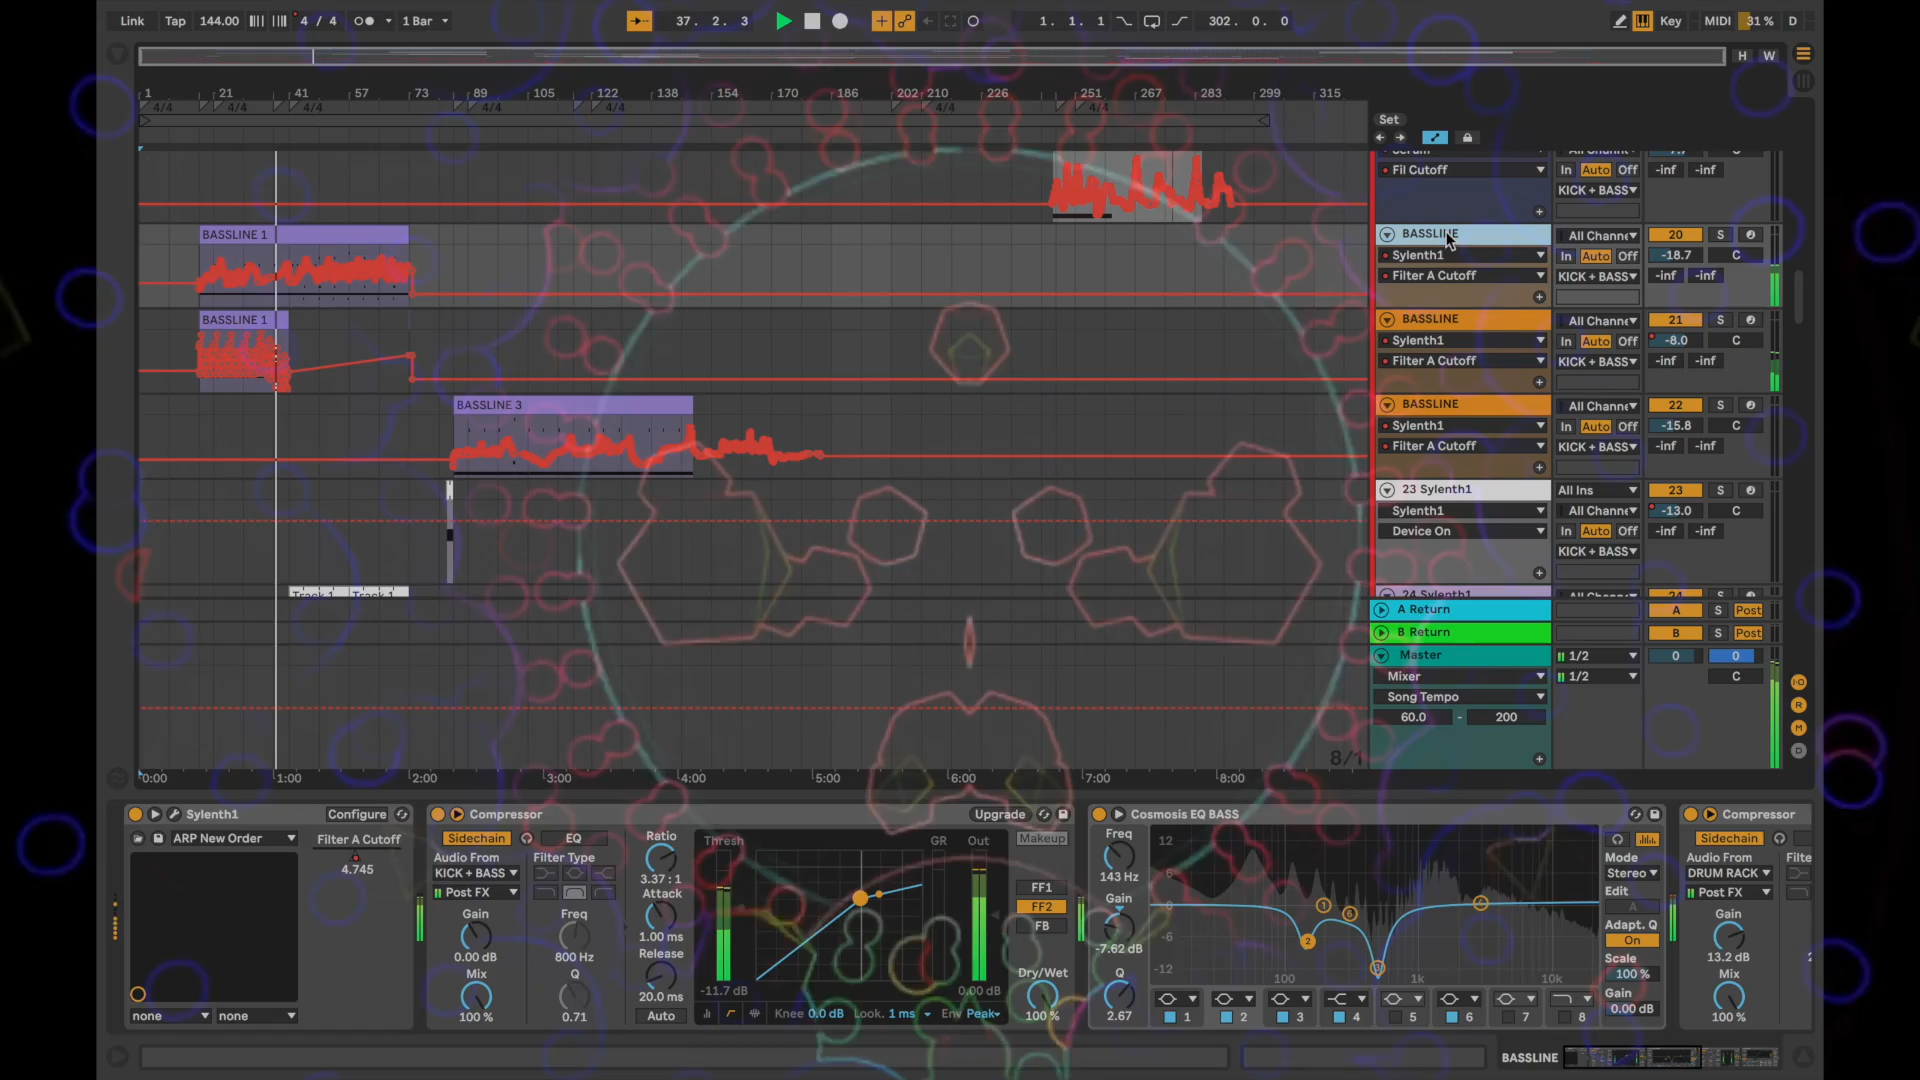 Link Tap 144.00 4 / 4 1 Bar 37. 2. 3 1. 1. 1 302. 0. 0 Key MIDI 31 % D
H W
1 21 41 57 73 89 105 122 138 154 170 186 202 210 226 251 267 283 299 315
4/4 4/4 4/4 4/4 4/4 4/4 4/4
Set
Fil Cutoff In Auto Off -inf -inf
KICK + BASS
BASSLINE 1 BASSLINE All Channe 20 S
Sylenth1 In Auto Off -18.7 C
Filter A Cutoff KICK + BASS -inf -inf
BASSLINE 1 BASSLINE All Channe 21 S
Sylenth1 In Auto Off -8.0 C
Filter A Cutoff KICK + BASS -inf -inf
BASSLINE 3 BASSLINE All Channe 22 S
Sylenth1 In Auto Off -15.8 C
Filter A Cutoff KICK + BASS -inf -inf
23 Sylenth1 All Ins 23 S
Sylenth1 All Channe -13.0 C
Device On In Auto Off -inf -inf
KICK + BASS
Track 1 Track 1 24 Sylenth1 All Channe 24 S
A Return A S Post
B Return B S Post
Master 1/2 0 0
Mixer 1/2 C
Song Tempo
60.0 - 200
8/1
0:00 1:00 2:00 3:00 4:00 5:00 6:00 7:00 8:00
Sylenth1 Configure
ARP New Order Filter A Cutoff
4.745
none none
Compressor Upgrade
Sidechain EQ
Audio From Filter Type
KICK + BASS
Post FX
Gain Freq
0.00 dB 800 Hz
Mix Q
100 % 0.71
Ratio
3.37 : 1
Attack
1.00 ms
Release
20.0 ms
Auto
Thresh GR Out
-11.7 dB 0.00 dB
Knee 0.0 dB Look. 1 ms Env Peak
Makeup
FF1
FF2
FB
Dry/Wet
100 %
Cosmosis EQ BASS
Freq
143 Hz
Gain
-7.62 dB
Q
2.67
12
6
0
-6
-12
1 6 4
2
3
100 1k 10k
1 2 3 4 5 6 7 8
Mode
Stereo
Edit
A
Adapt. Q
On
Scale
100 %
Gain
0.00 dB
Compressor
Sidechain
Audio From Filte
DRUM RACK
Post FX
Gain
13.2 dB
Mix
100 %
BASSLINE